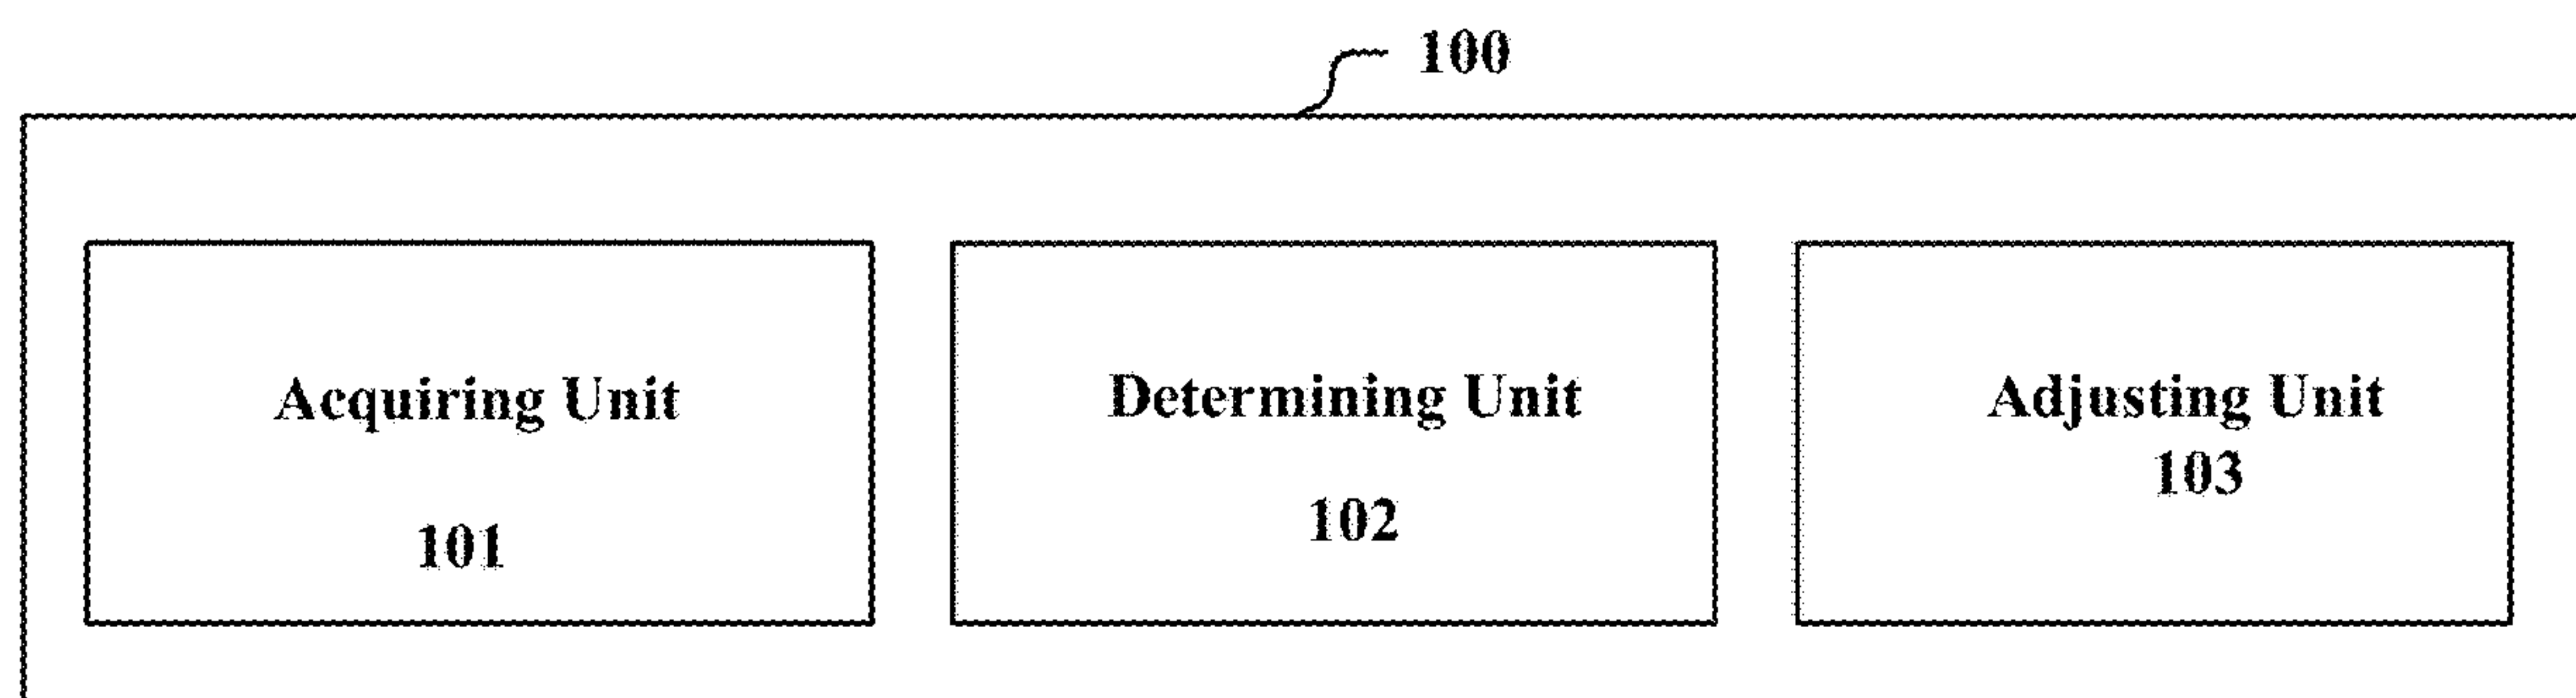 100
Acquiring Unit
101
Determining Unit
102
Adjusting Unit
103